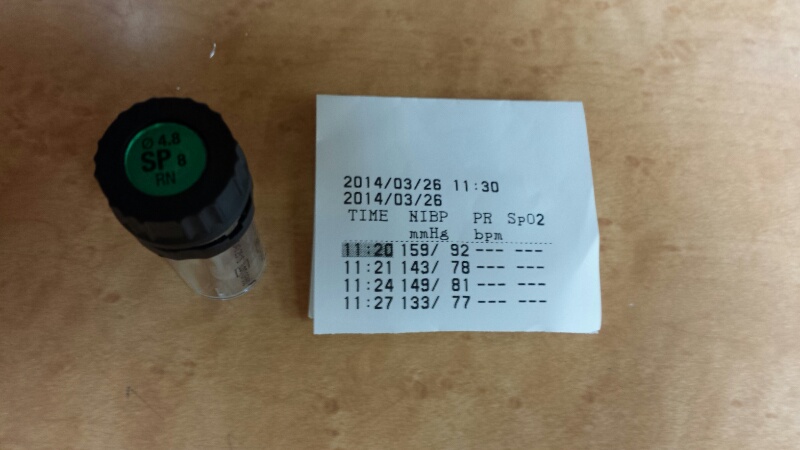 Ø 4.8
SP 8
RN
2014/03/26 11:30
2014/03/26
TIME NIBP PR SpO2
mmHg bpm
11:20 159/ 92 --- ---
11:21 143/ 78 --- ---
11:24 149/ 81 --- ---
11:27 133/ 77 --- ---